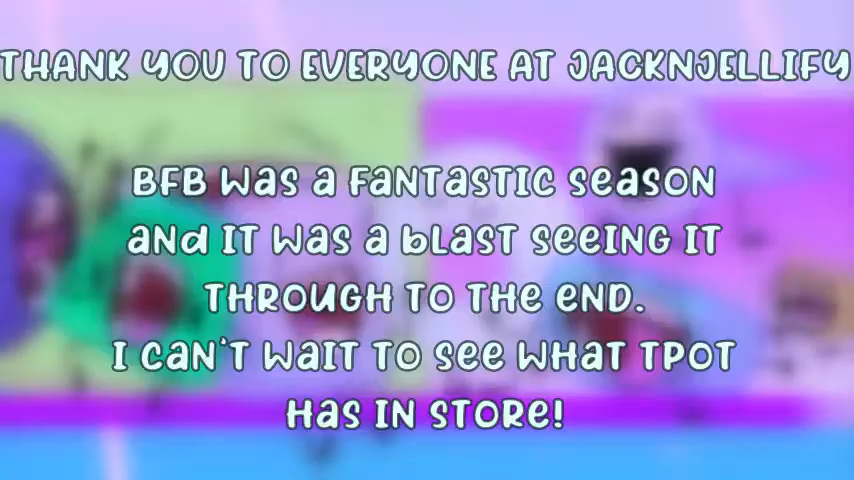 THANK YOU TO EVERYONE AT JACKNJELLIFY
BFB WAS A FANTASTIC SEASON
AND IT WAS A BLAST SEEING IT
THROUGH TO THE END.
I CAN'T WAIT TO SEE WHAT TPOT
HAS IN STORE!